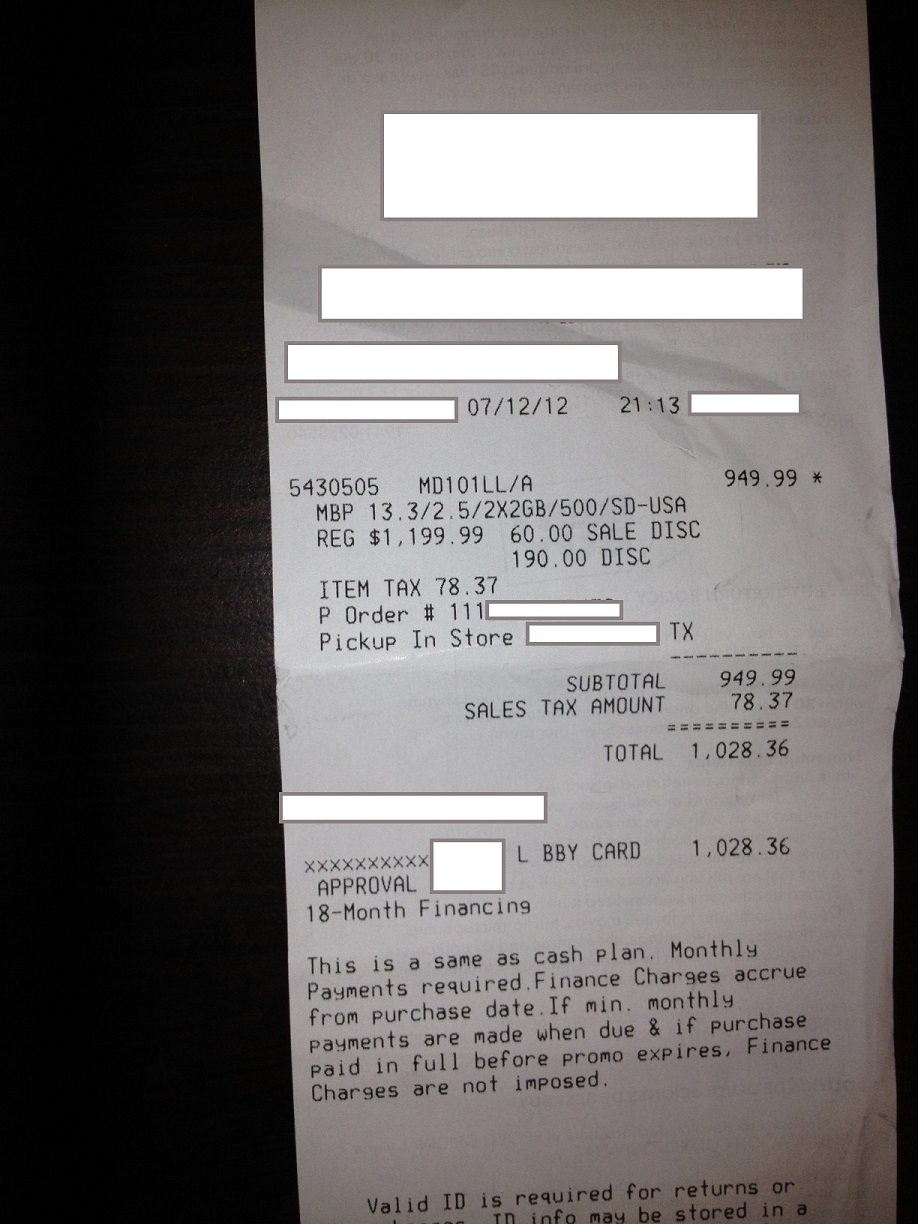 07/12/12 21:13
5430505 MD101LL/A 949.99 *
MBP 13.3/2.5/2X2GB/500/SD-USA
REG $1,199.99 60.00 SALE DISC
190.00 DISC
ITEM TAX 78.37
P Order # 111
Pickup In Store TX
----------
SUBTOTAL 949.99
SALES TAX AMOUNT 78.37
==========
TOTAL 1,028.36
XXXXXXXXXX L BBY CARD 1,028.36
APPROVAL
18-Month Financing
This is a same as cash plan. Monthly
Payments required.Finance Charges accrue
from purchase date.If min. monthly
payments are made when due & if purchase
paid in full before promo expires, Finance
Charges are not imposed.
Valid ID is required for returns or
ID info may be stored in a